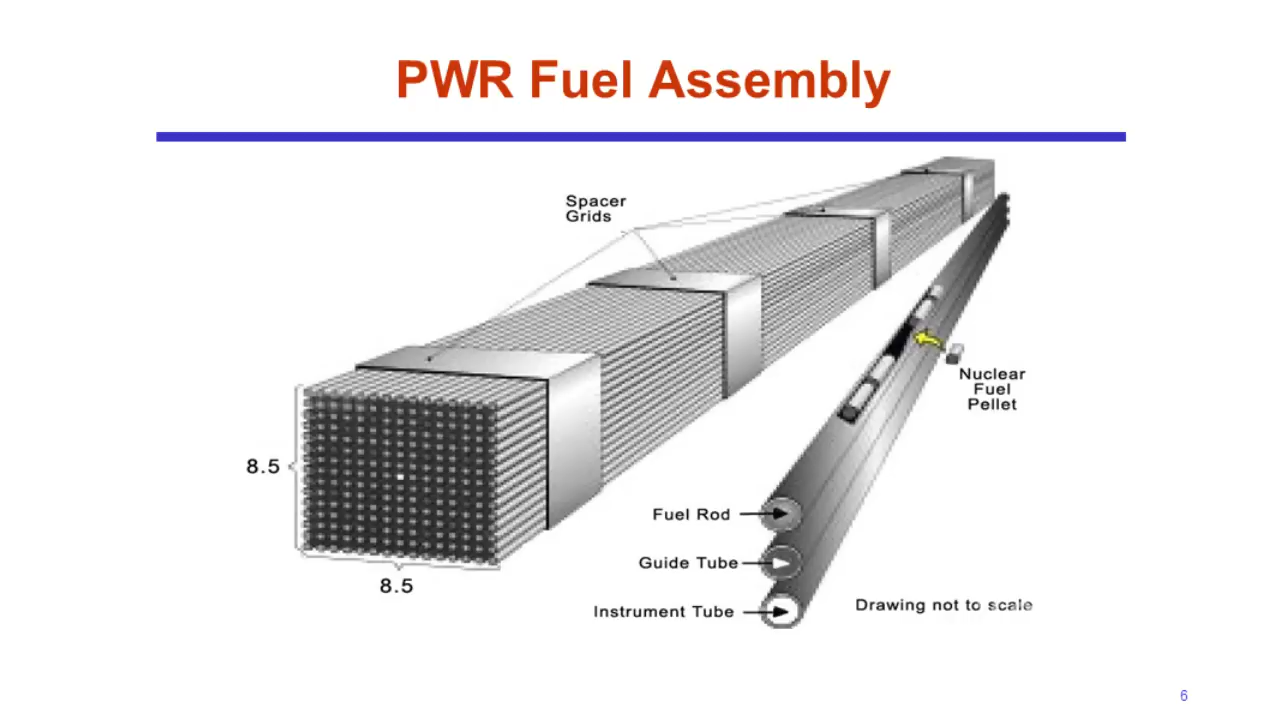 PWR Fuel Assembly
Spacer
Grids
Nuclear
Fuel
Pellet
8.5
Fuel Rod
Guide Tube
8.5
Instrument Tube
Drawing not to scale
6